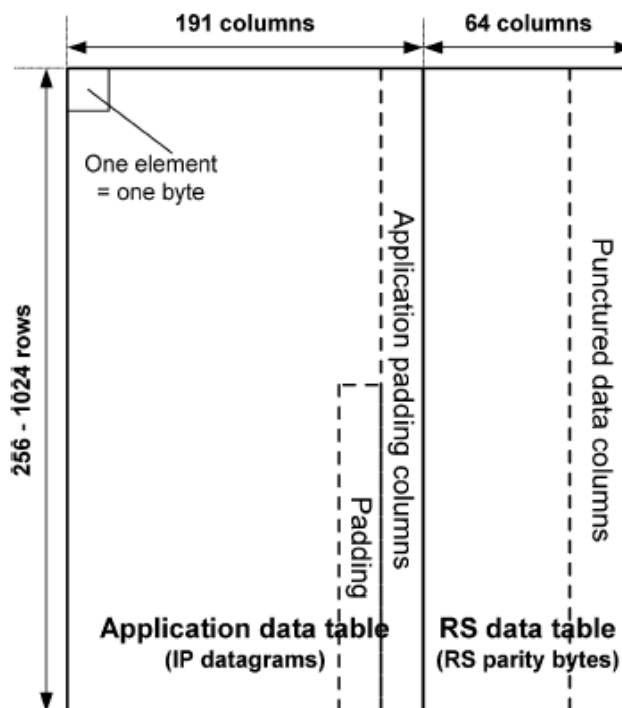 191 columns
64 columns
One element
= one byte
256 - 1024 rows
Application padding columns
Punctured data columns
Padding
Application data table
(IP datagrams)
RS data table
(RS parity bytes)